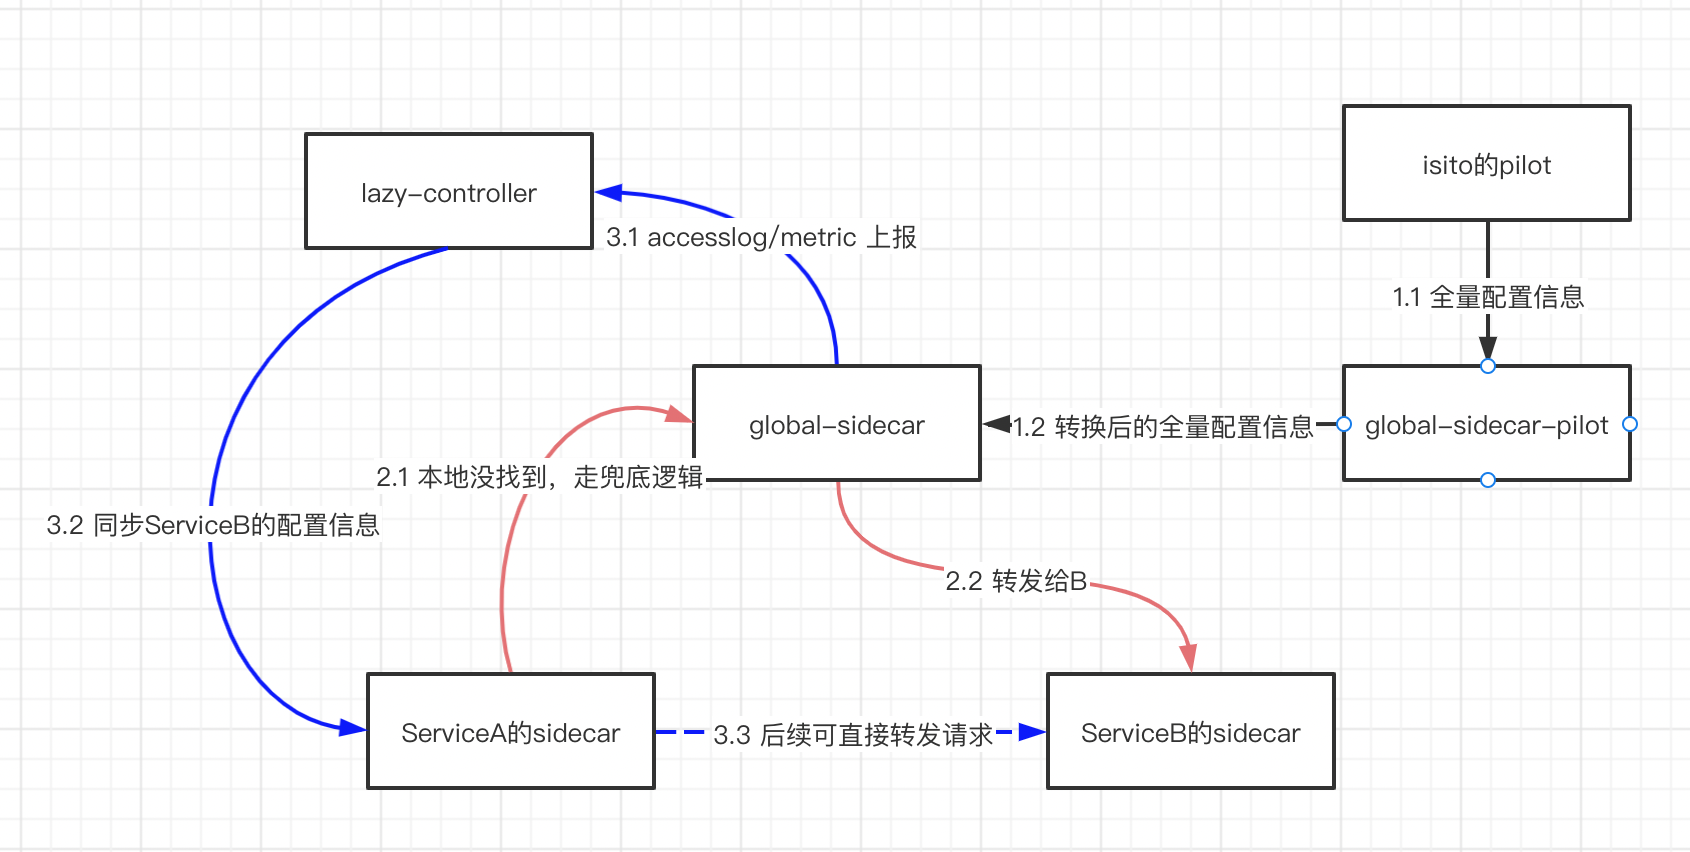 isito的pilot
lazy-controller
3.1 accesslog/metric 上报
1.1 全量配置信息
global-sidecar
1.2 转换后的全量配置信息
global-sidecar-pilot
2.1 本地没找到，走兜底逻辑
3.2 同步ServiceB的配置信息
2.2 转发给B
ServiceA的sidecar
3.3 后续可直接转发请求
ServiceB的sidecar